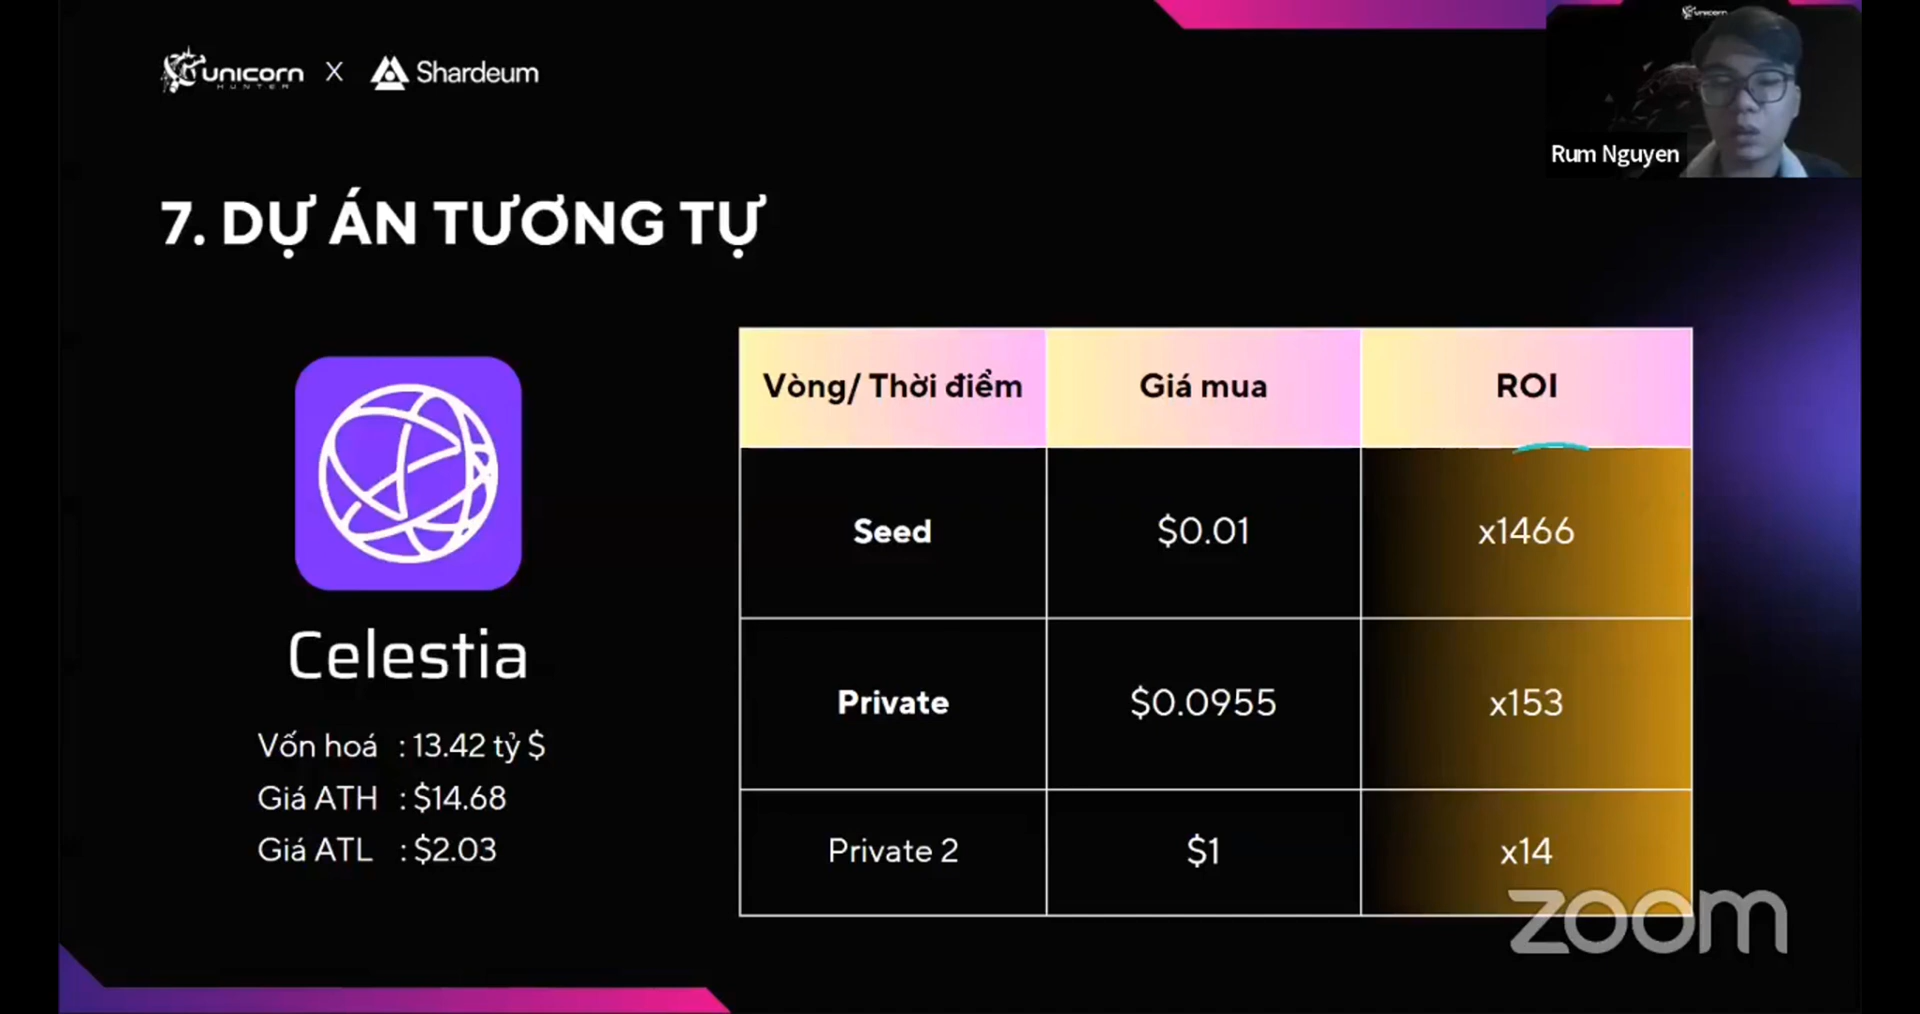 unicorn
HUNTER
X
Shardeum
unicorn
Rum Nguyen
7. DỰ ÁN TƯƠNG TỰ
Celestia
Vốn hoá : 13.42 tỷ $
Giá ATH : $14.68
Giá ATL : $2.03
Vòng/ Thời điểm Giá mua ROI
Seed $0.01 x1466
Private $0.0955 x153
Private 2 $1 x14
zoom